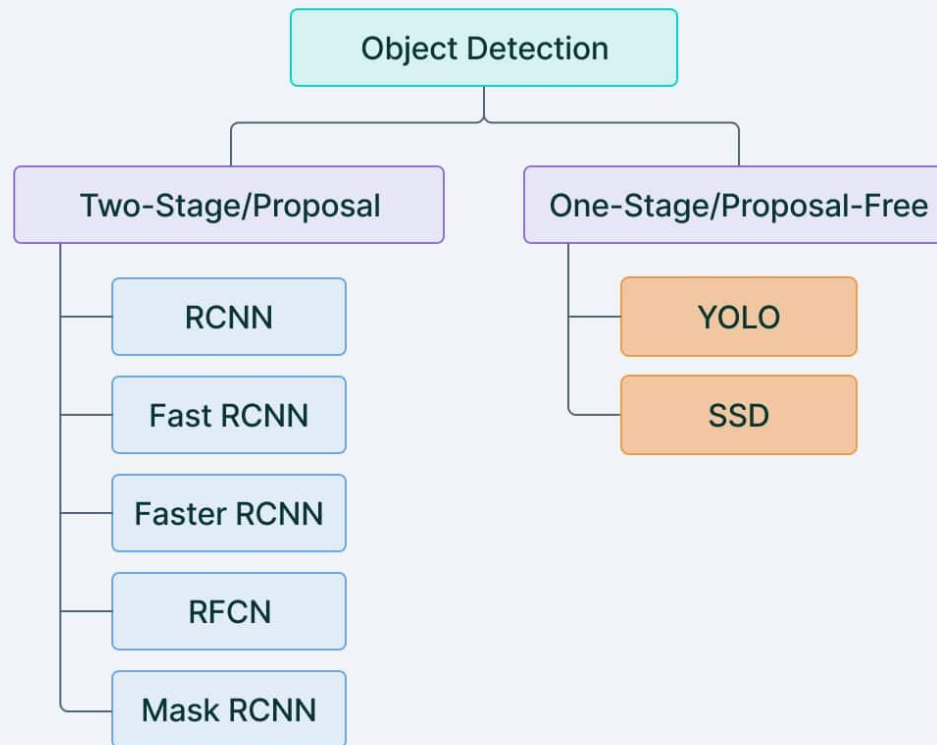 Object Detection
Two-Stage/Proposal
One-Stage/Proposal-Free
RCNN
YOLO
Fast RCNN
SSD
Faster RCNN
RFCN
Mask RCNN